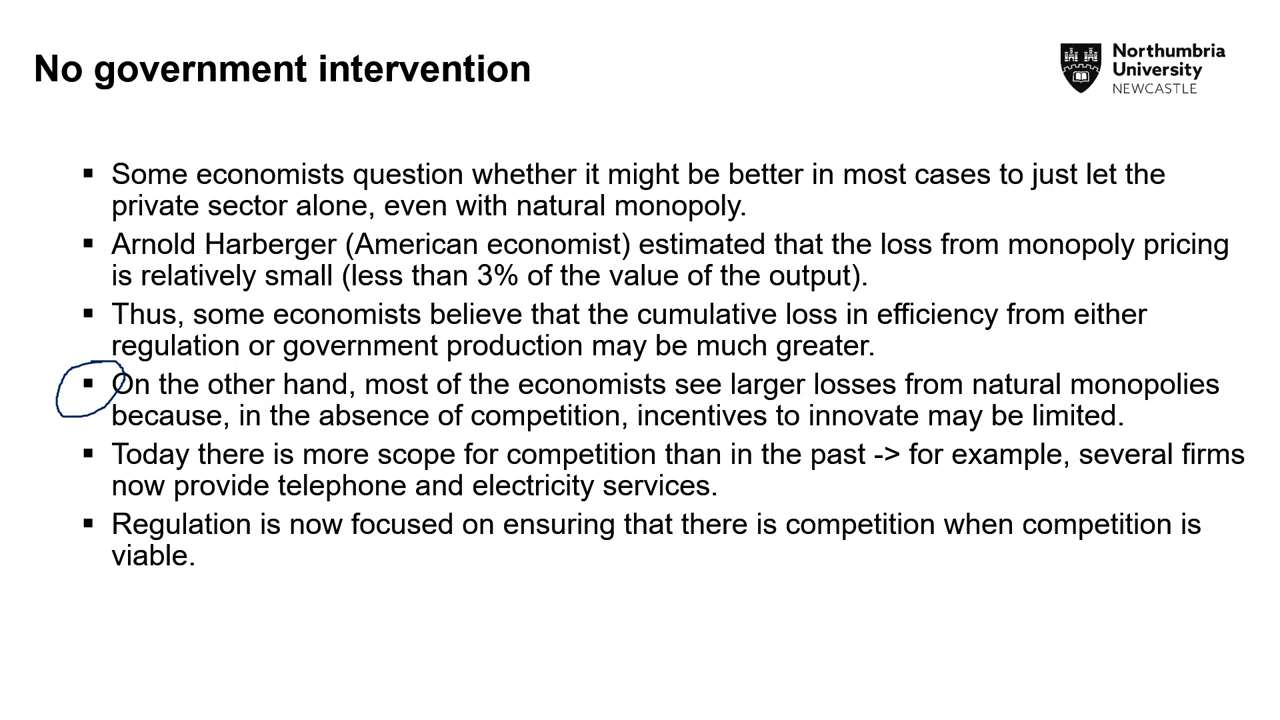 No government intervention
Northumbria
University
NEWCASTLE
▪ Some economists question whether it might be better in most cases to just let the
private sector alone, even with natural monopoly.
▪ Arnold Harberger (American economist) estimated that the loss from monopoly pricing
is relatively small (less than 3% of the value of the output).
▪ Thus, some economists believe that the cumulative loss in efficiency from either
regulation or government production may be much greater.
▪ On the other hand, most of the economists see larger losses from natural monopolies
because, in the absence of competition, incentives to innovate may be limited.
▪ Today there is more scope for competition than in the past -> for example, several firms
now provide telephone and electricity services.
▪ Regulation is now focused on ensuring that there is competition when competition is
viable.